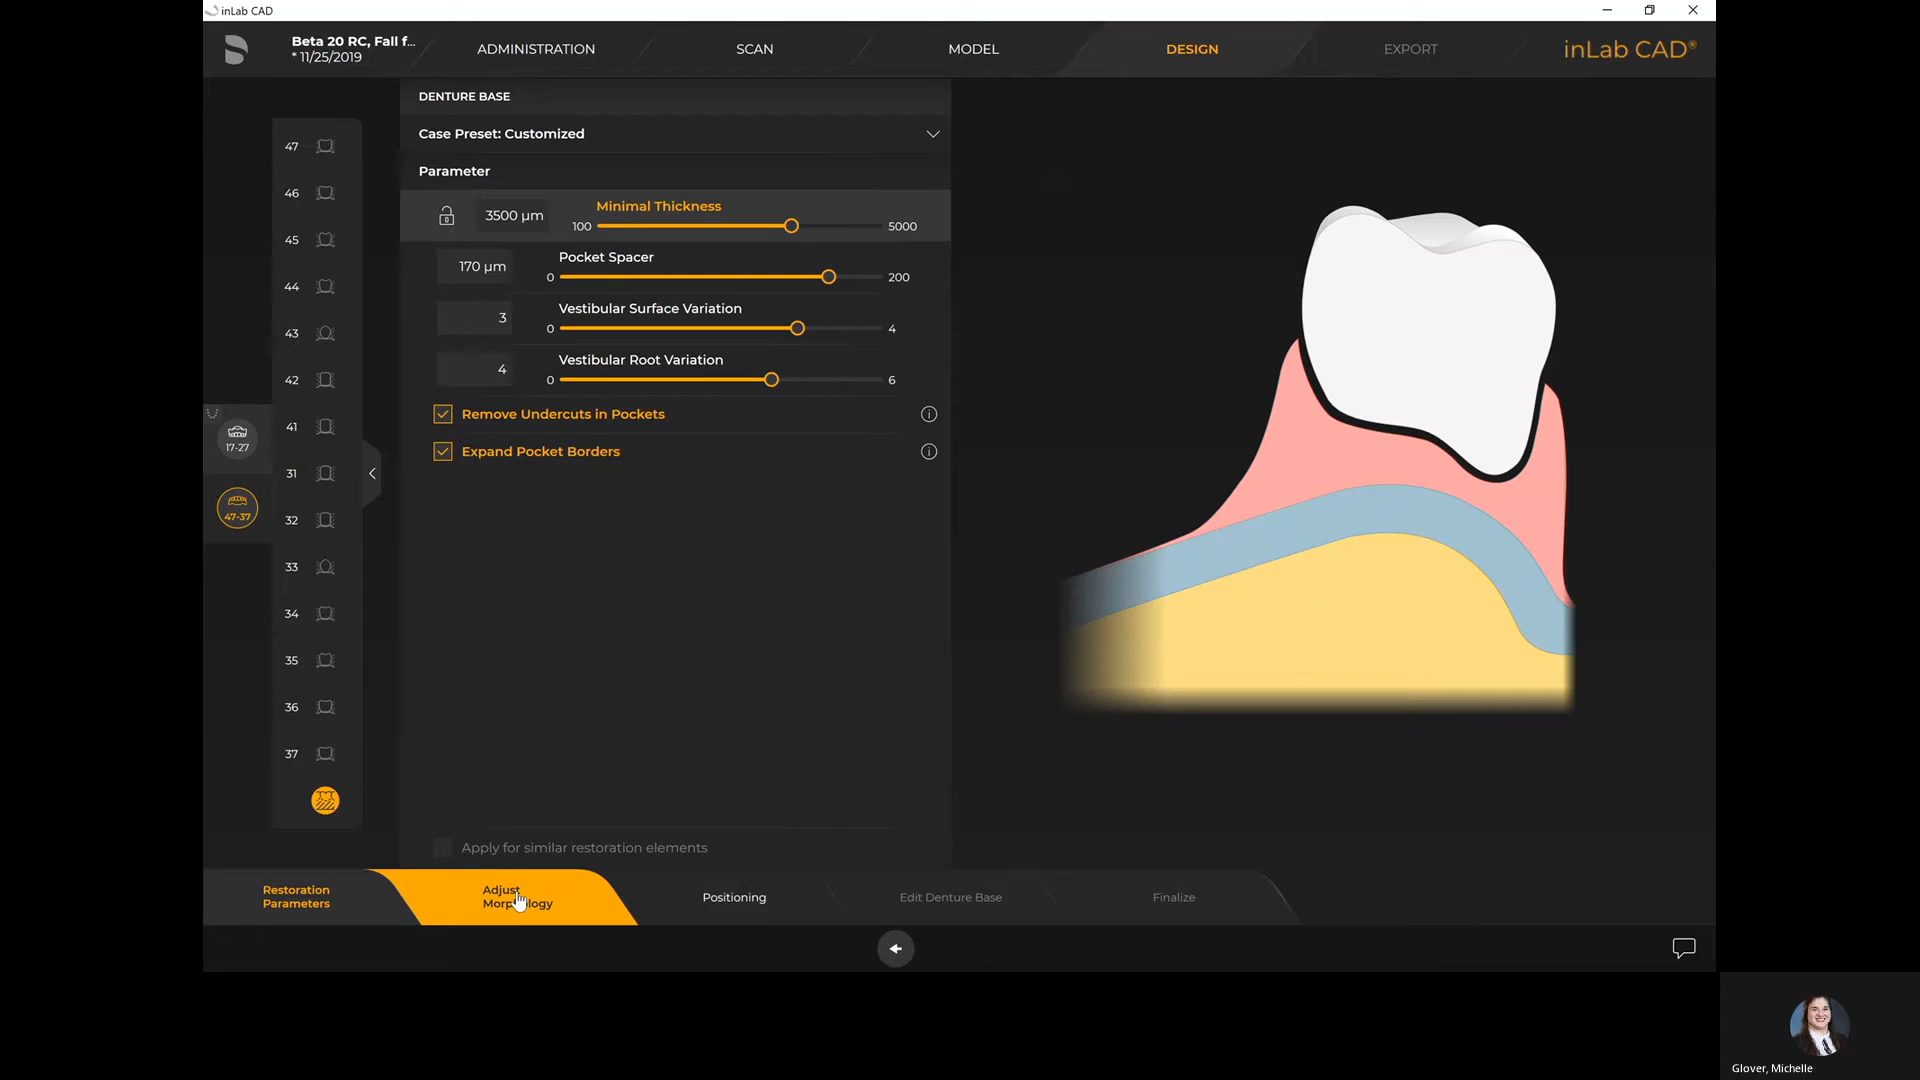 inLab CAD
Beta 20 RC, Fall f...
* 11/25/2019
ADMINISTRATION
SCAN
MODEL
DESIGN
EXPORT
inLab CAD®
DENTURE BASE
Case Preset: Customized
Parameter
3500 µm
Minimal Thickness
100
5000
170 µm
Pocket Spacer
0
200
3
Vestibular Surface Variation
0
4
4
Vestibular Root Variation
0
6
Remove Undercuts in Pockets
Expand Pocket Borders
47
46
45
44
43
42
41
31
32
33
34
35
36
37
17-27
47-37
Apply for similar restoration elements
Restoration
Parameters
Adjust
Morphology
Positioning
Edit Denture Base
Finalize
Glover, Michelle